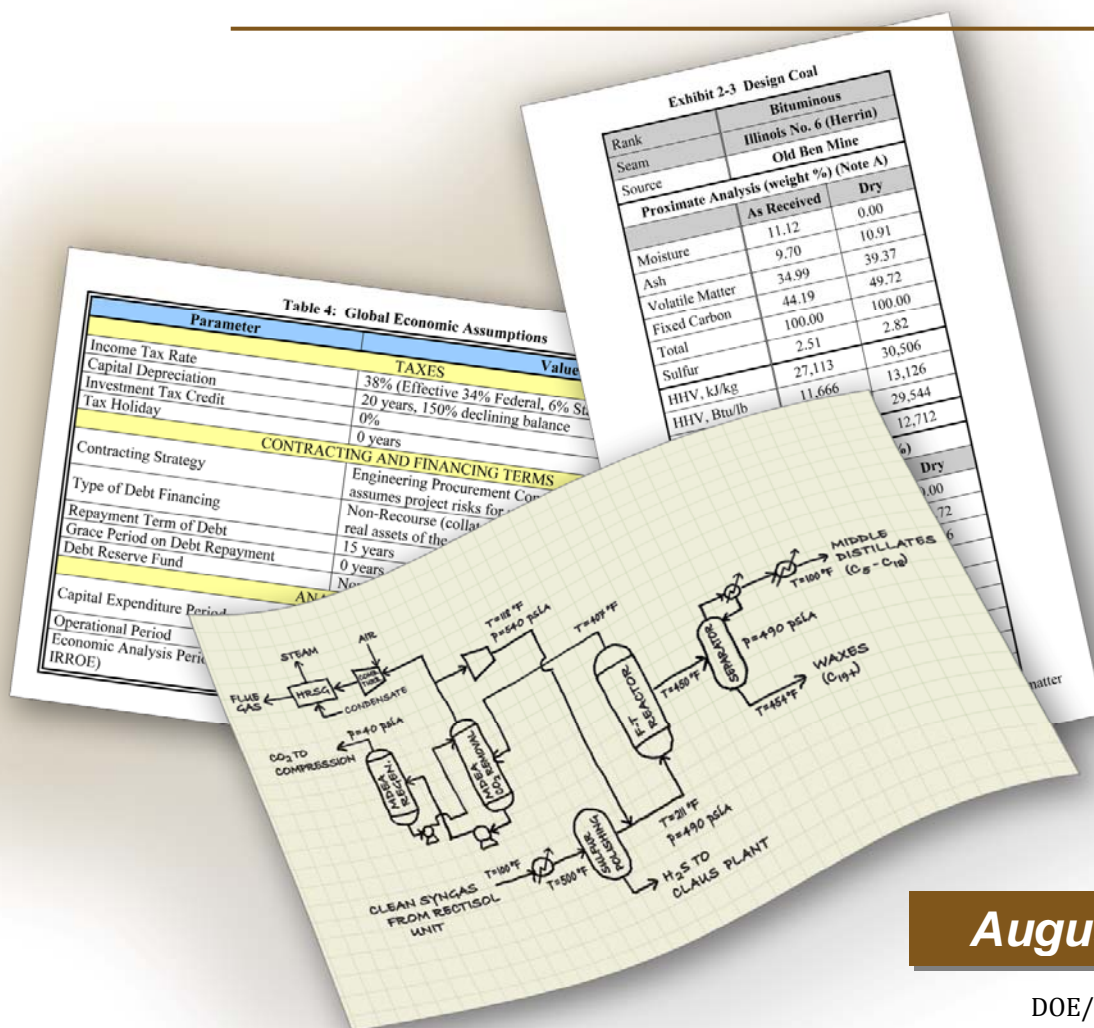 Exhibit 2-3 Design Coal
Rank Bituminous
Seam Illinois No. 6 (Herrin)
Source Old Ben Mine
Proximate Analysis (weight %) (Note A)
As Received Dry
Moisture 11.12 0.00
Ash 9.70 10.91
Volatile Matter 34.99 39.37
Fixed Carbon 44.19 49.72
Total 100.00 100.00
Sulfur 2.51 2.82
HHV, kJ/kg 27,113 30,506
HHV, Btu/lb 11,666 13,126
29,544
12,712
%)
Dry
0.00
72
6
matter
Table 4: Global Economic Assumptions
Parameter Value
TAXES
Income Tax Rate 38% (Effective 34% Federal, 6% St
Capital Depreciation 20 years, 150% declining balance
Investment Tax Credit 0%
Tax Holiday 0 years
CONTRACTING AND FINANCING TERMS
Contracting Strategy Engineering Procurement Con
assumes project risks for
Type of Debt Financing Non-Recourse (colla
real assets of the
Repayment Term of Debt 15 years
Grace Period on Debt Repayment 0 years
Debt Reserve Fund No
ANA
Capital Expenditure Period
Operational Period
Economic Analysis Peri
IRROE)
STEAM
AIR
FLUE
GAS
HRSG
CONDENSATE
T=118 °F
P=540 psia
T=407 °F
F-T
REACTOR
T=450°F
SEPARATOR
P=490 psia
T=100°F
MIDDLE
DISTILLATES
(C5 - C18)
WAXES
(C19+)
T=454°F
P=40 psia
CO2 TO
COMPRESSION
MDEA
REGEN.
MDEA
CO2 REMOVAL
T=211 °F
P=490 psia
SULFUR
POLISHING
H2S TO
CLAUS PLANT
T=100°F
T=500°F
CLEAN SYNGAS
FROM RECTISOL
UNIT
Augu
DOE/